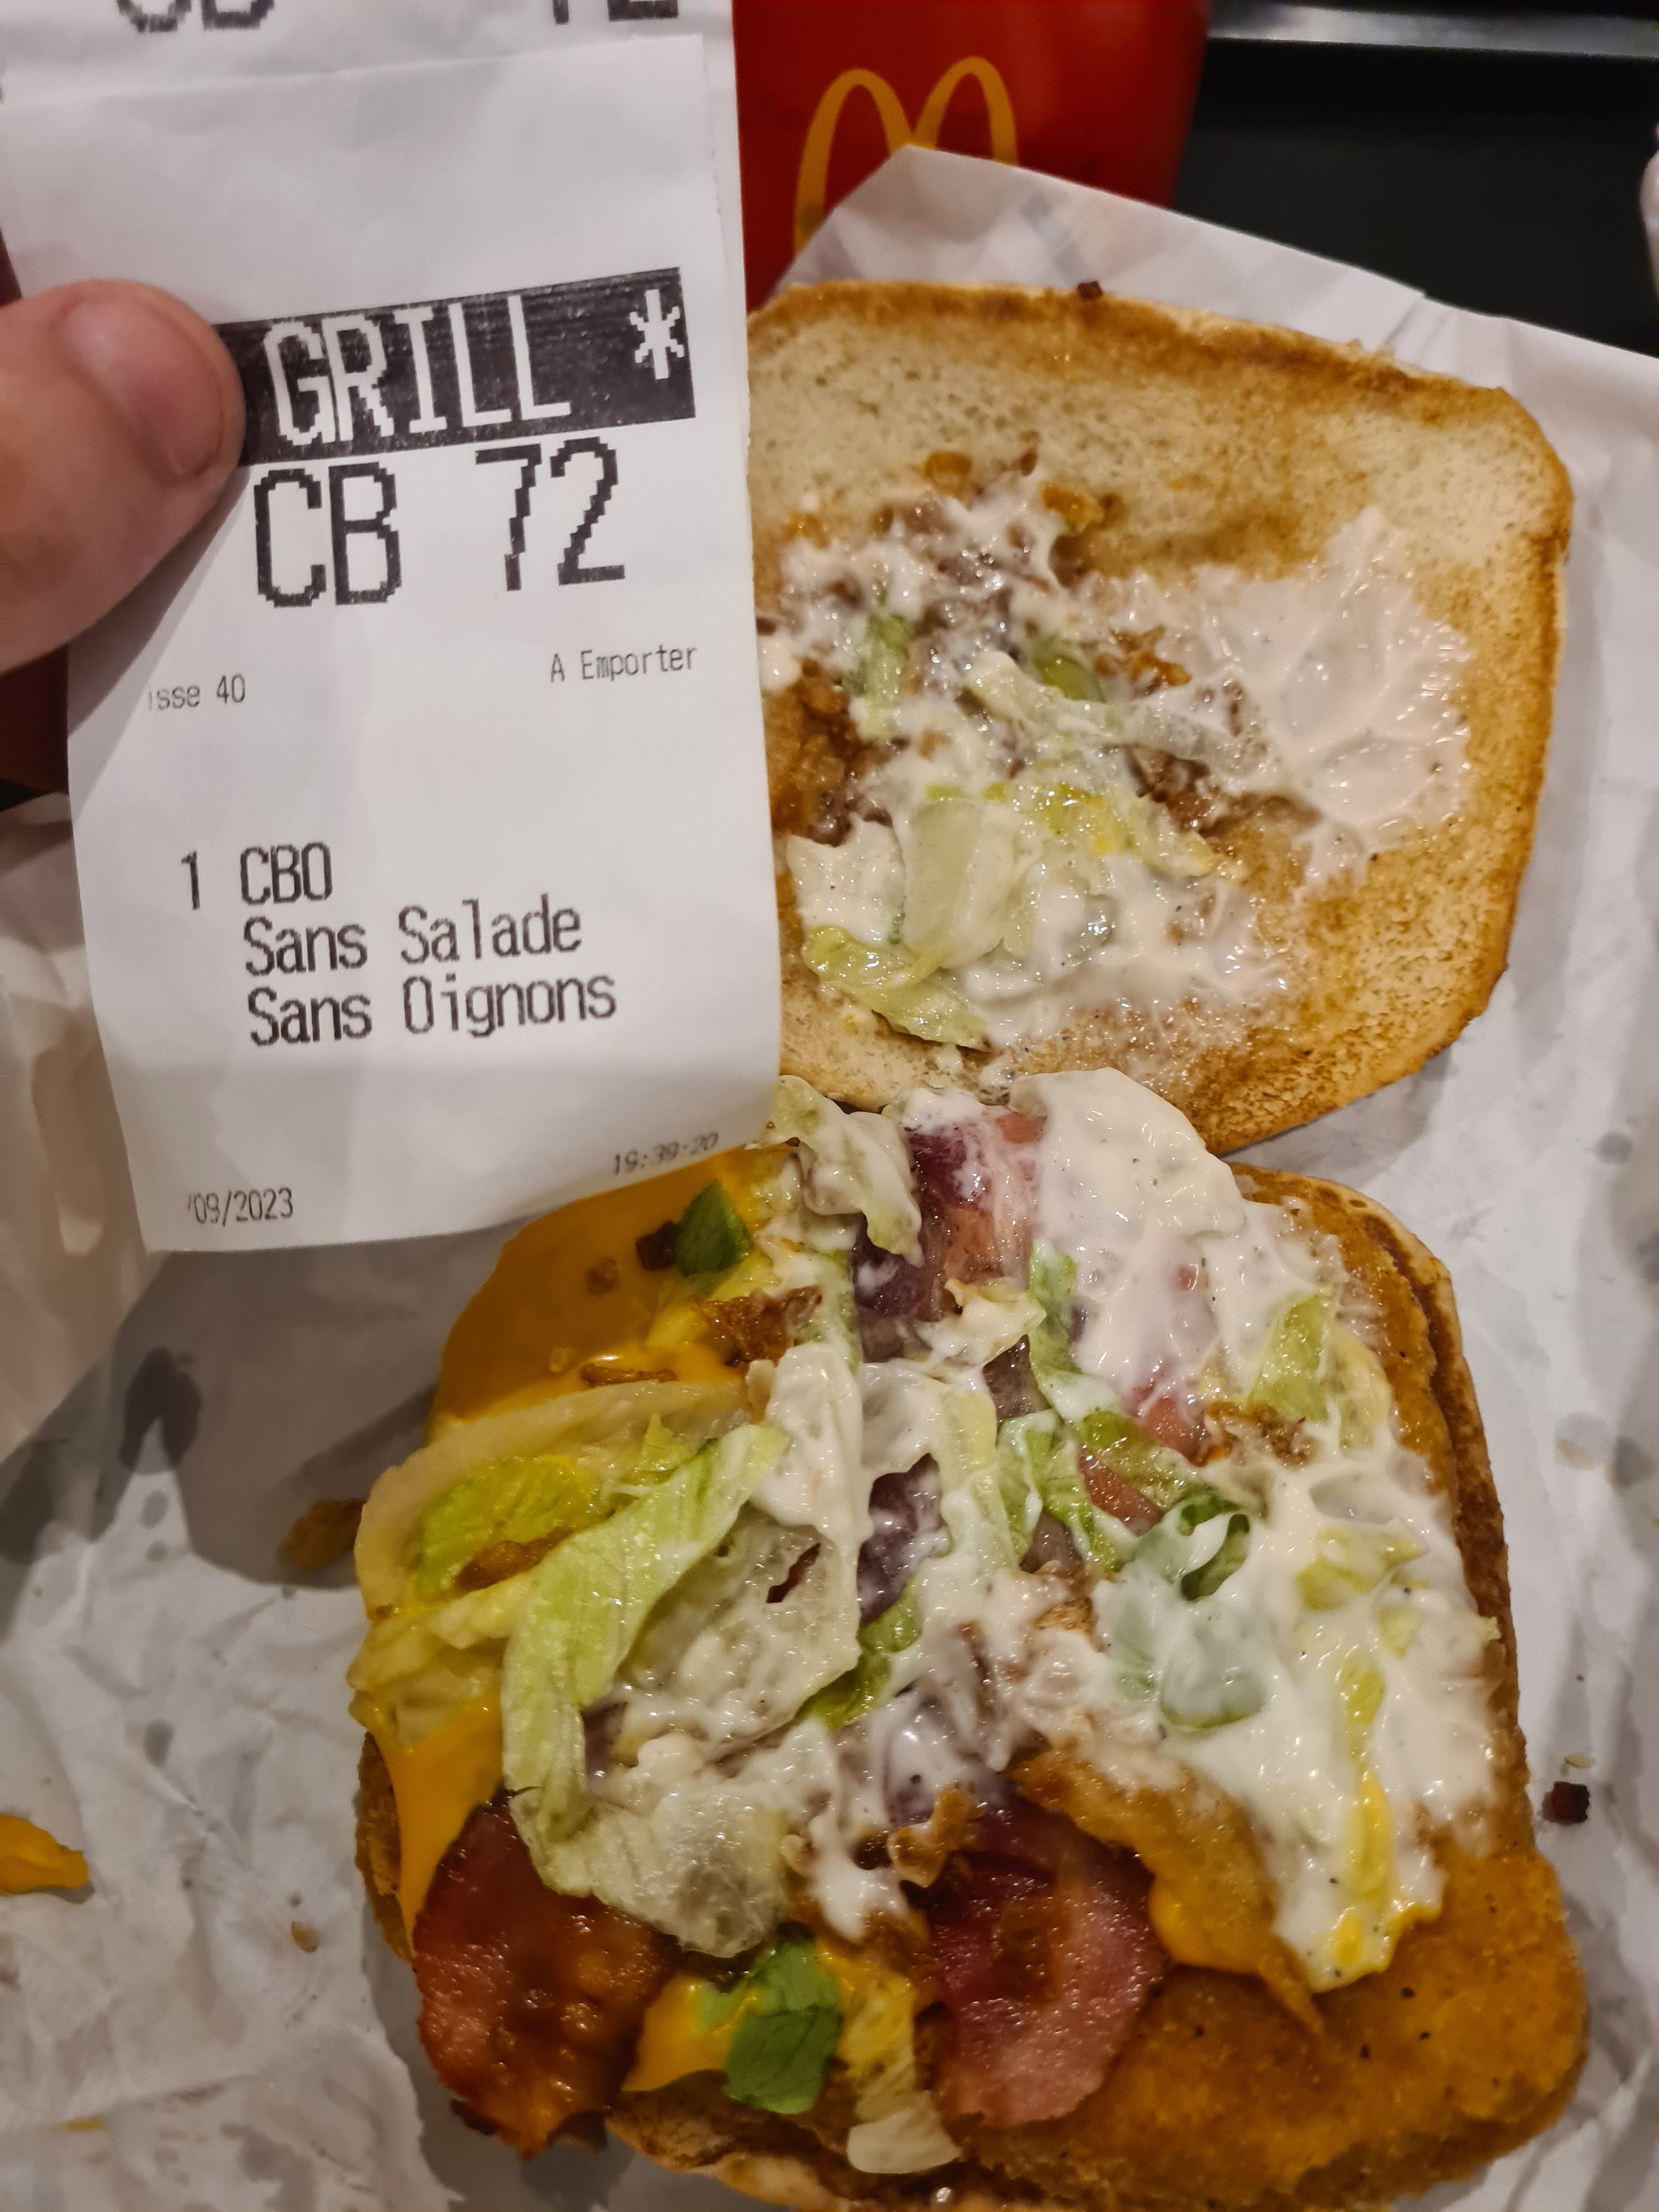 GRILL *
CB 72
A Emporter
isse 40
1 CBO
Sans Salade
Sans Oignons
19:39:20
/09/2023